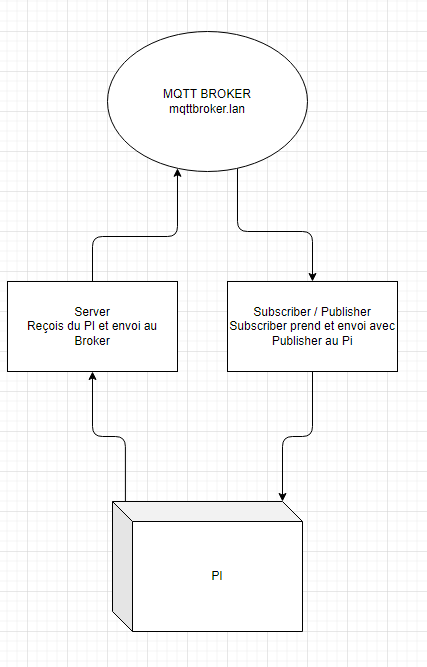 MQTT BROKER
mqttbroker.lan
Server
Reçois du PI et envoi au
Broker
Subscriber / Publisher
Subscriber prend et envoi avec
Publisher au Pi
PI